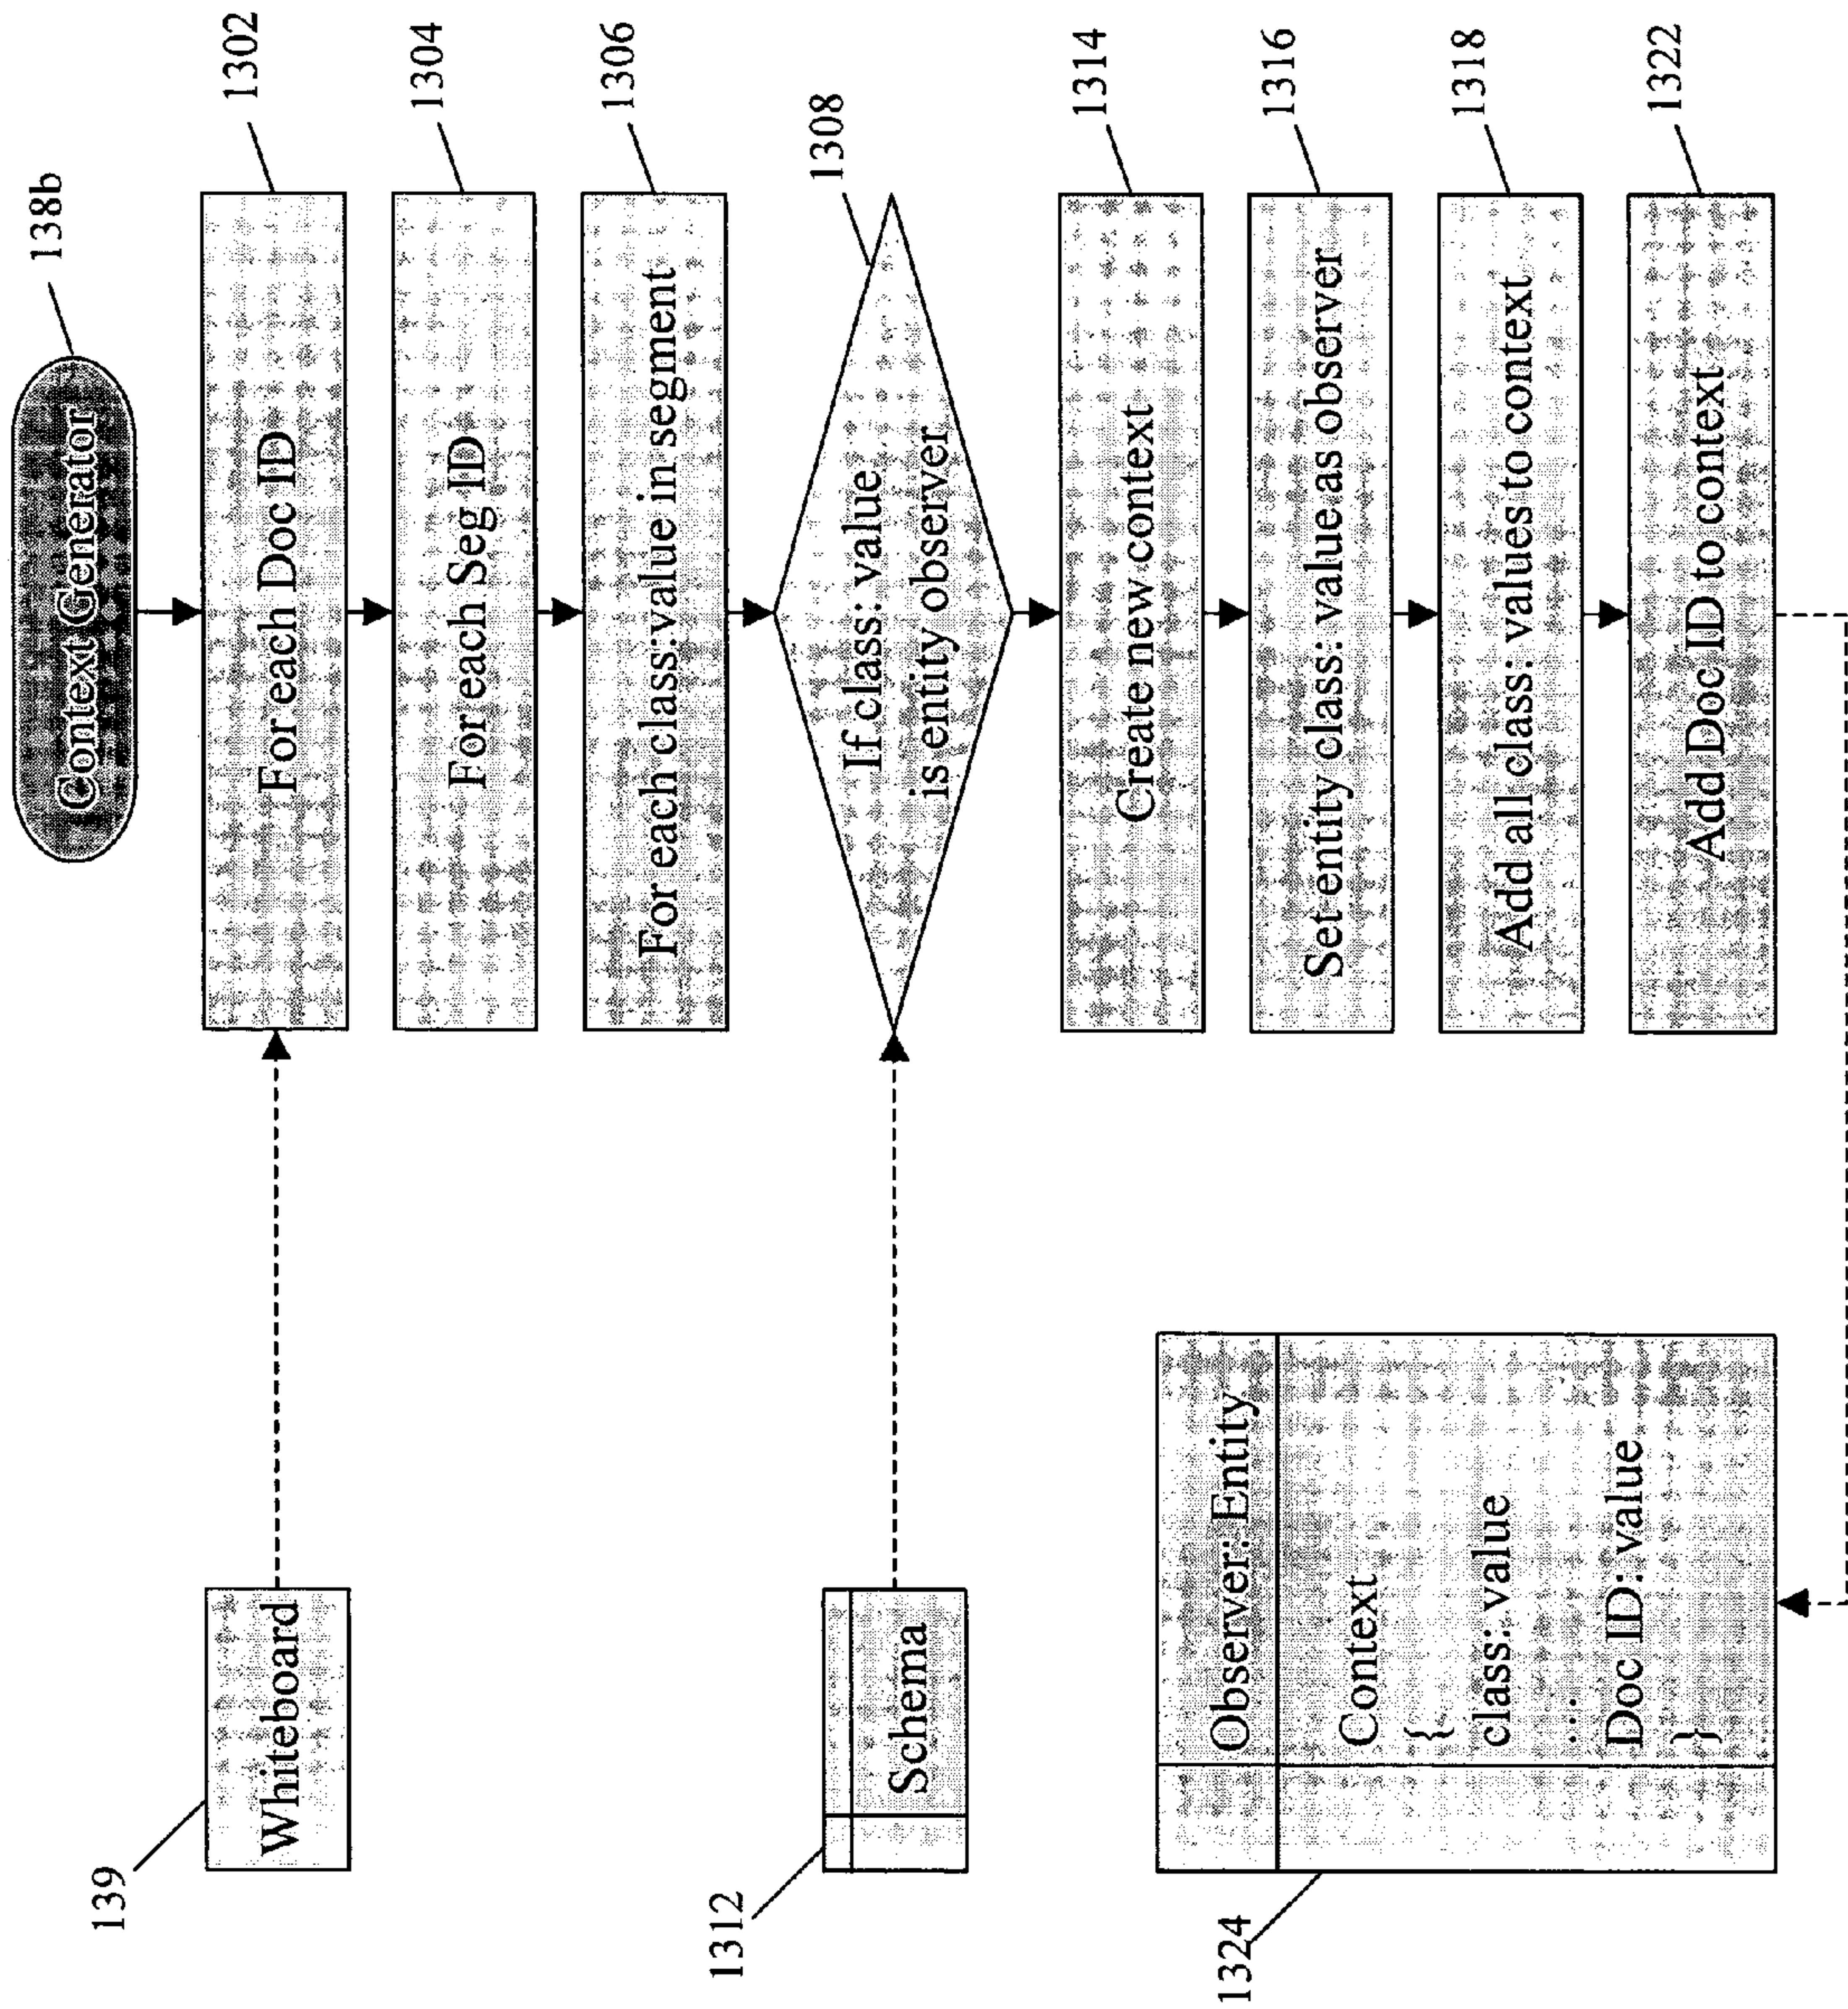 Context Generator
138b
For each Doc ID
1302
For each Seg ID
1304
For each class:value in segment
1306
If class: value
is entity observer
1308
Create new context
1314
Set entity class: value as observer
1316
Add all class: values to context
1318
Add Doc ID to context
1322
139
Whiteboard
1312
Schema
1324
Observer: Entity
Context
{
class: value
...
Doc ID: value
}